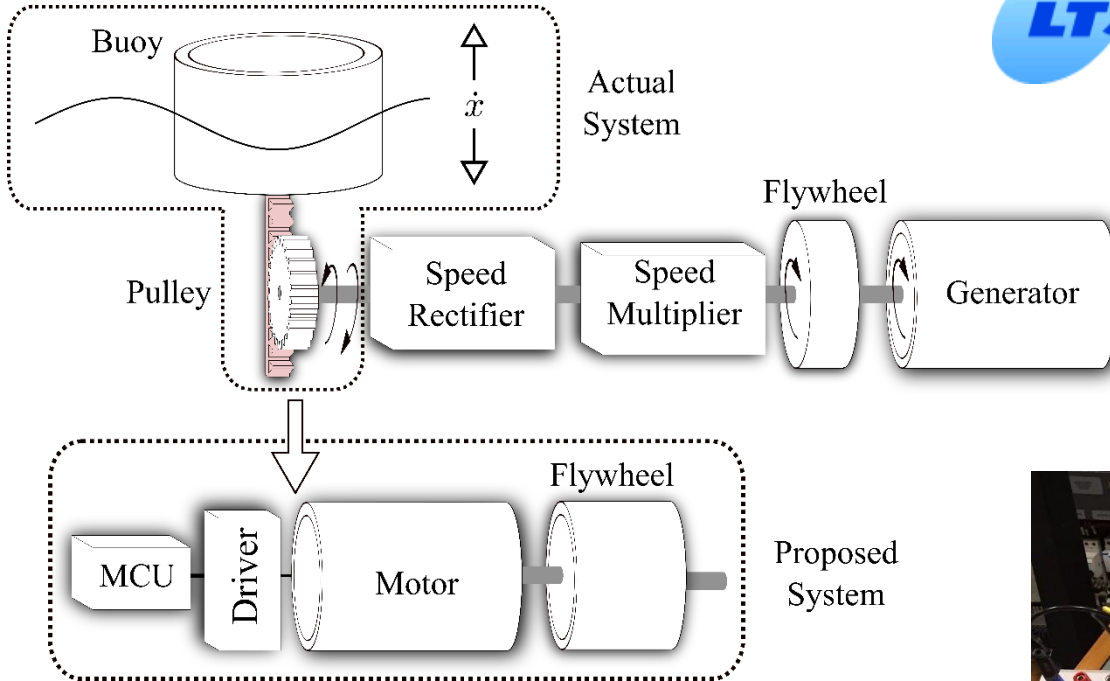 Buoy
ẋ
Actual
System
Pulley
Speed
Rectifier
Speed
Multiplier
Flywheel
Generator
MCU
Driver
Motor
Flywheel
Proposed
System